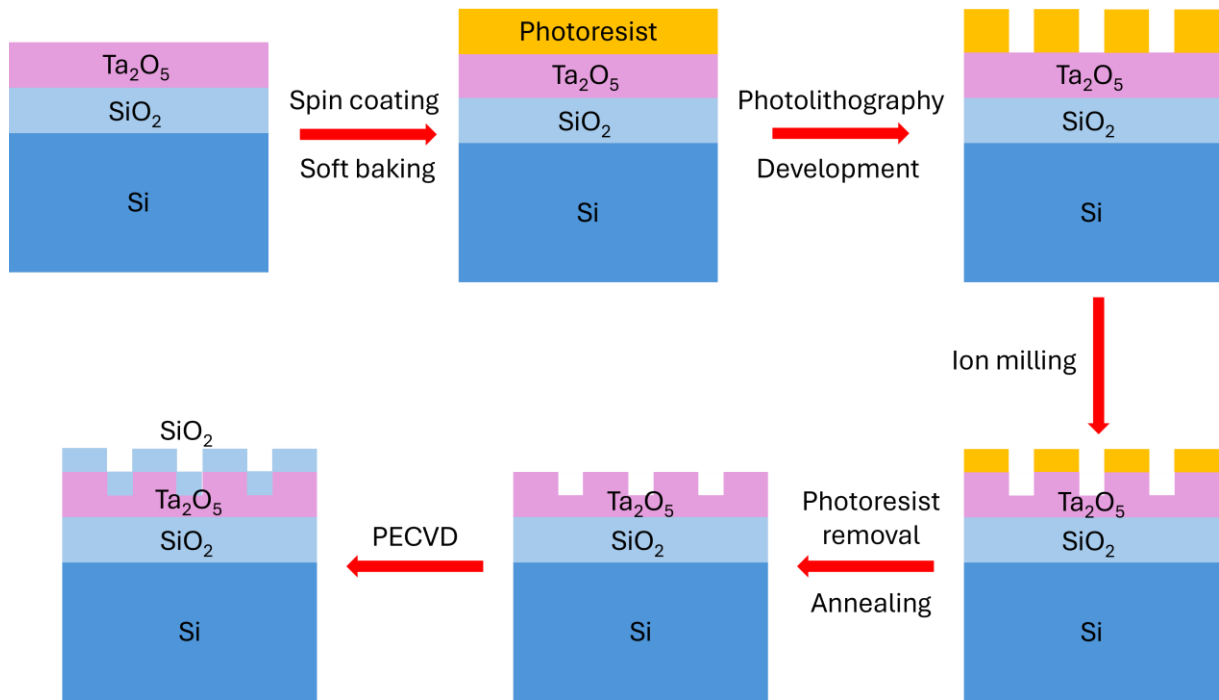 Ta₂O₅
SiO₂
Si
Spin coating
Soft baking
Photoresist
Ta₂O₅
SiO₂
Si
Photolithography
Development
Ta₂O₅
SiO₂
Si
Ion milling
Ta₂O₅
SiO₂
Si
Photoresist
removal
Annealing
Ta₂O₅
SiO₂
Si
PECVD
SiO₂
Ta₂O₅
SiO₂
Si